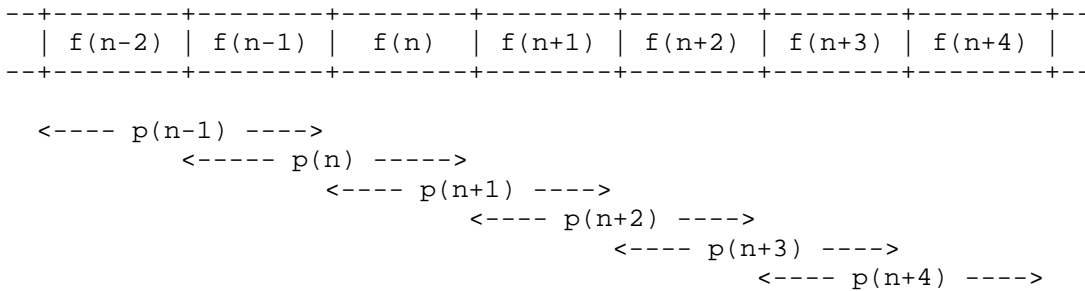 --+--------+--------+--------+--------+--------+--------+--------+--
  | f(n-2) | f(n-1) |  f(n)  | f(n+1) | f(n+2) | f(n+3) | f(n+4) |
--+--------+--------+--------+--------+--------+--------+--------+--
  <---- p(n-1) ---->
           <----- p(n) ----->
                    <---- p(n+1) ---->
                             <---- p(n+2) ---->
                                      <---- p(n+3) ---->
                                               <---- p(n+4) ---->